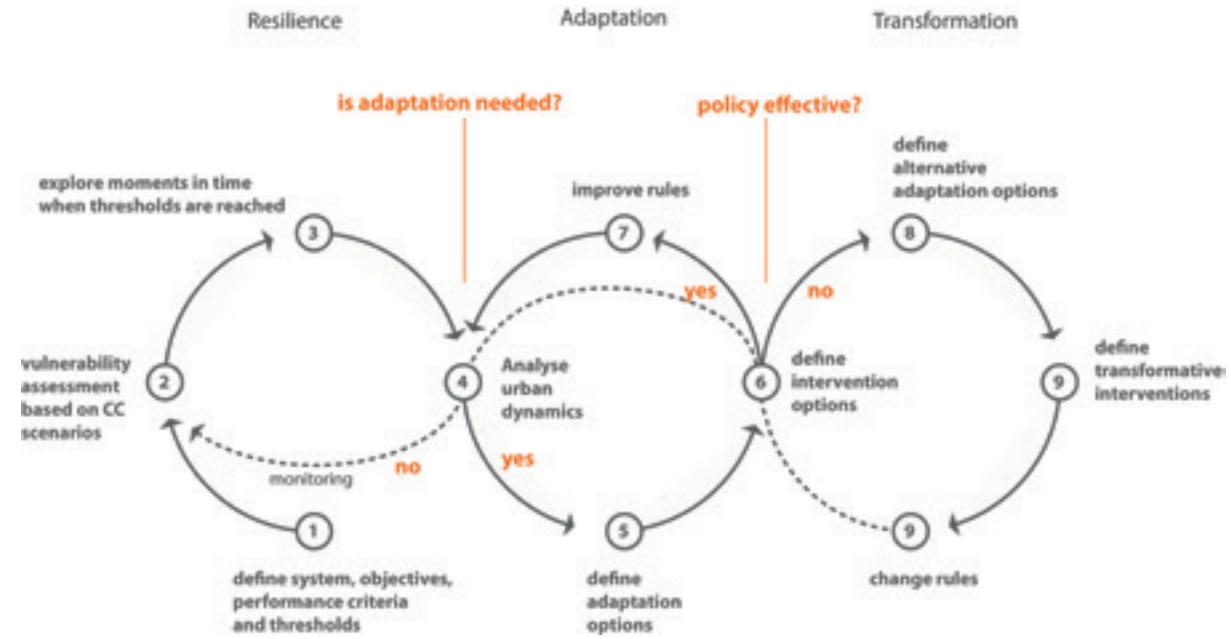 Resilience
Adaptation
Transformation
is adaptation needed?
policy effective?
define
alternative
adaptation options
explore moments in time
when thresholds are reached
improve rules
3
7
8
yes
no
vulnerability
assessment
based on CC
scenarios
2
4
Analyse
urban
dynamics
6
define
intervention
options
9
define
transformative-
interventions
monitoring
no
yes
1
5
9
define system, objectives,
performance criteria
and thresholds
define
adaptation
options
change rules